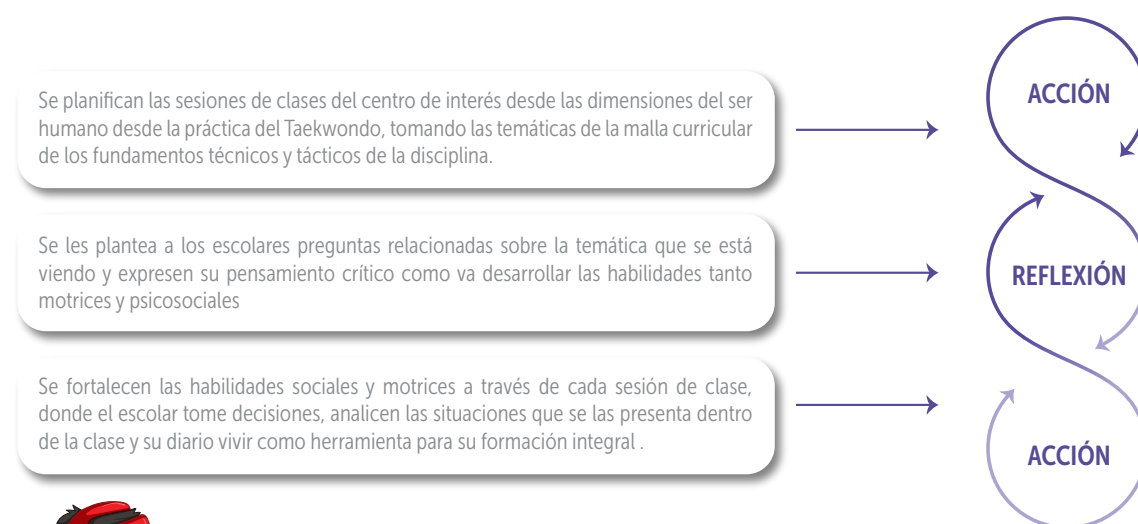 Se planifican las sesiones de clases del centro de interés desde las dimensiones del ser
humano desde la práctica del Taekwondo, tomando las temáticas de la malla curricular
de los fundamentos técnicos y tácticos de la disciplina.
ACCIÓN
Se les plantea a los escolares preguntas relacionadas sobre la temática que se está
viendo y expresen su pensamiento crítico como va desarrollar las habilidades tanto
motrices y psicosociales
REFLEXIÓN
Se fortalecen las habilidades sociales y motrices a través de cada sesión de clase,
donde el escolar tome decisiones, analicen las situaciones que se las presenta dentro
de la clase y su diario vivir como herramienta para su formación integral .
ACCIÓN